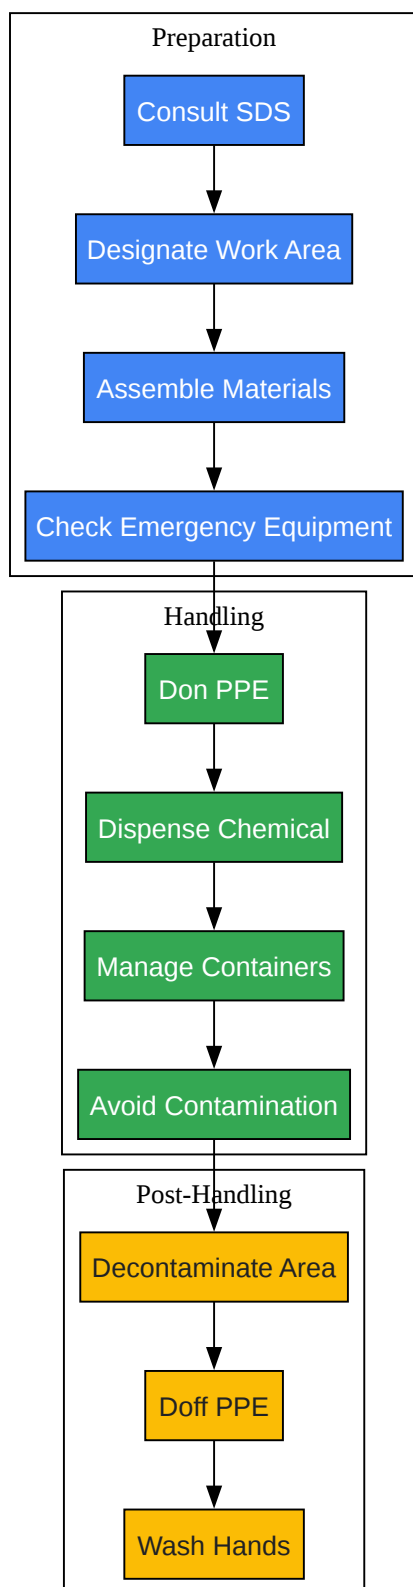 Preparation
Consult SDS
Designate Work Area
Assemble Materials
Check Emergency Equipment
Handling
Don PPE
Dispense Chemical
Manage Containers
Avoid Contamination
Post-Handling
Decontaminate Area
Doff PPE
Wash Hands